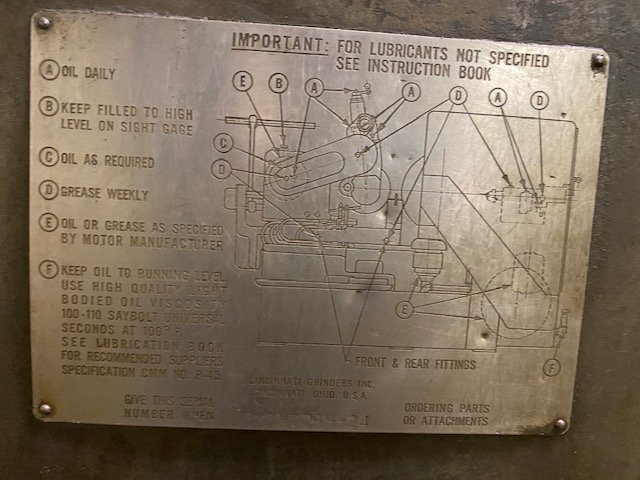 IMPORTANT: FOR LUBRICANTS NOT SPECIFIED
SEE INSTRUCTION BOOK
A OIL DAILY
B KEEP FILLED TO HIGH
LEVEL ON SIGHT GAGE
C OIL AS REQUIRED
D GREASE WEEKLY
E OIL OR GREASE AS SPECIFIED
BY MOTOR MANUFACTURER
F KEEP OIL TO RUNNING LEVEL
USE HIGH QUALITY LIGHT
BODIED OIL VISCOSITY
100-110 SAYBOLT UNIVERSAL
SECONDS AT 100° F.
SEE LUBRICATION BOOK
FOR RECOMMENDED SUPPLIERS
SPECIFICATION CMM NO. P-45
E B A A D A D
C
D
E
F
FRONT & REAR FITTINGS
CINCINNATI GRINDERS INC.
CINCINNATI, OHIO, U.S.A.
GIVE THIS SERIAL
NUMBER WHEN
ORDERING PARTS
OR ATTACHMENTS